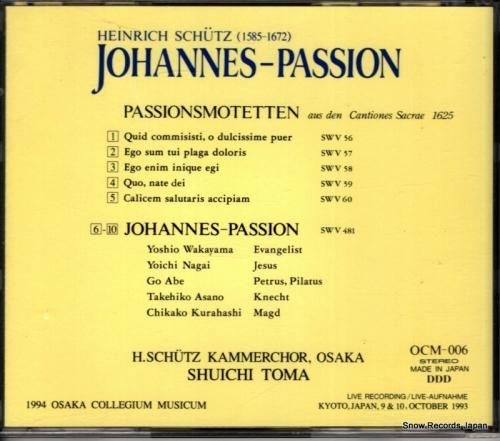 HEINRICH SCHÜTZ (1585-1672)
JOHANNES-PASSION
PASSIONSMOTETTEN aus den Cantiones Sacrae 1625
1 Quid commisisti, o dulcissime puer SWV 56
2 Ego sum tui plaga doloris SWV 57
3 Ego enim inique egi SWV 58
4 Quo, nate dei SWV 59
5 Calicem salutaris accipiam SWV 60
6-10 JOHANNES-PASSION SWV 481
Yoshio Wakayama Evangelist
Yoichi Nagai Jesus
Go Abe Petrus, Pilatus
Takehiko Asano Knecht
Chikako Kurahashi Magd
H.SCHÜTZ KAMMERCHOR, OSAKA
SHUICHI TOMA
OCM-006
STEREO
MADE IN JAPAN
DDD
1994 OSAKA COLLEGIUM MUSICUM
LIVE RECORDING/LIVE-AUFNAHME
KYOTO, JAPAN, 9 & 10. OCTOBER 1993
Snow Records Japan